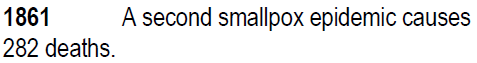 1861 A second smallpox epidemic causes
282 deaths.